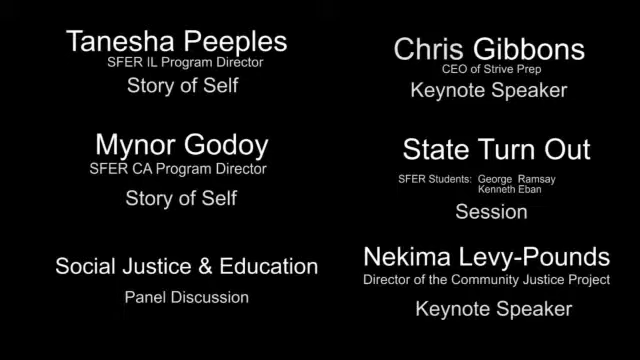 Tanesha Peeples
SFER IL Program Director
Story of Self
Mynor Godoy
SFER CA Program Director
Story of Self
Social Justice & Education
Panel Discussion
Chris Gibbons
CEO of Strive Prep
Keynote Speaker
State Turn Out
SFER Students: George Ramsay
Kenneth Eban
Session
Nekima Levy-Pounds
Director of the Community Justice Project
Keynote Speaker